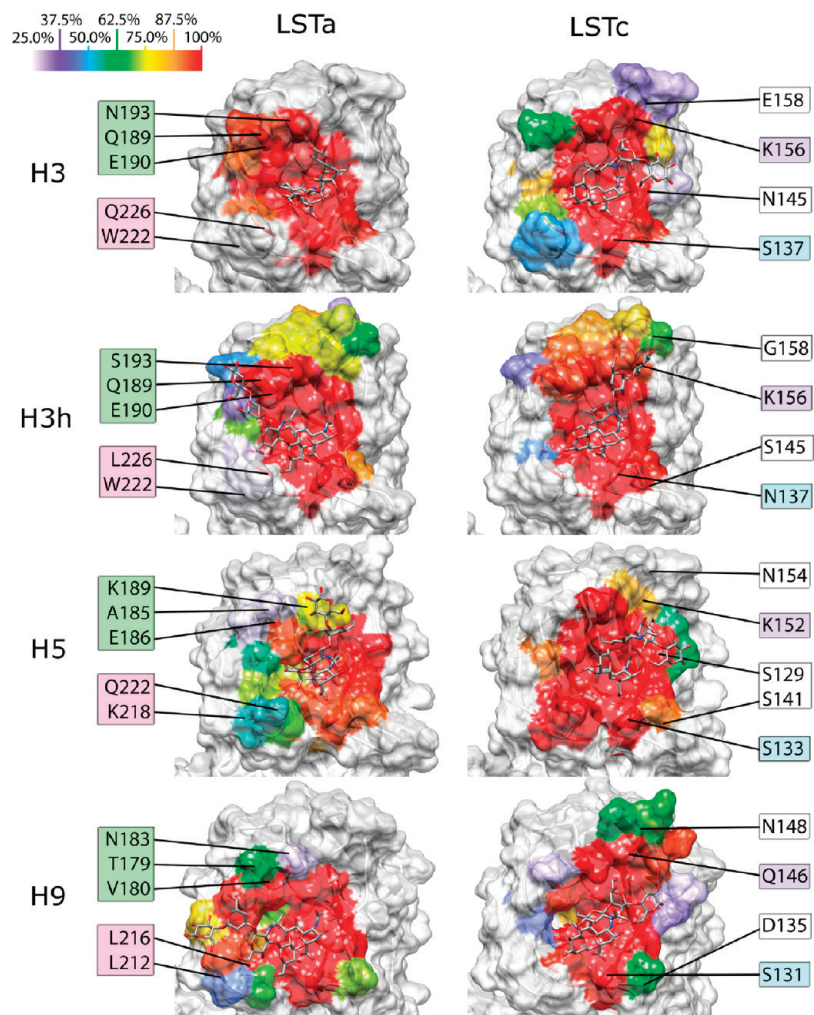 LSTa
LSTc
37.5% 62.5% 87.5%
25.0% 50.0% 75.0% 100%
H3
N193
Q189
E190
Q226
W222
E158
K156
N145
S137
H3h
S193
Q189
E190
L226
W222
G158
K156
S145
N137
H5
K189
A185
E186
Q222
K218
N154
K152
S129
S141
S133
H9
N183
T179
V180
L216
L212
N148
Q146
D135
S131